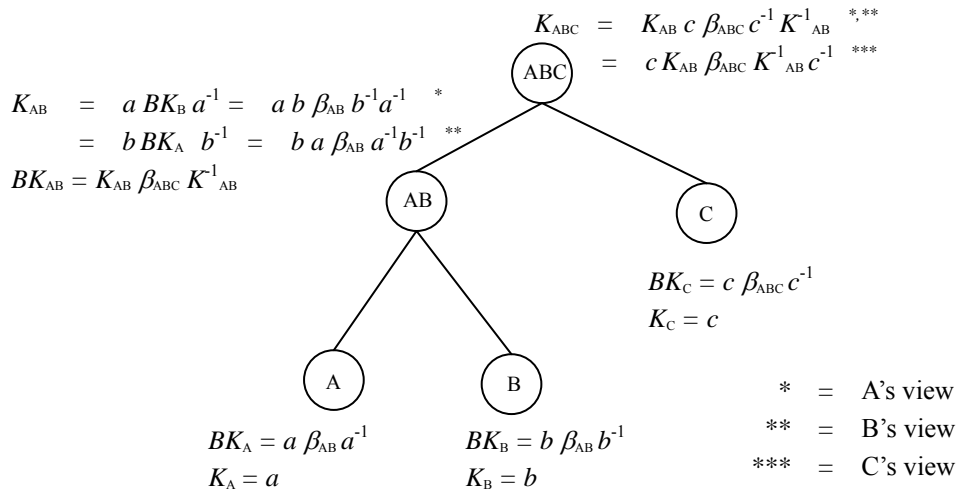 K_ABC = K_AB c β_ABC c⁻¹ K⁻¹_AB *,**
= c K_AB β_ABC K⁻¹_AB c⁻¹ ***
ABC
K_AB = a BK_B a⁻¹ = a b β_AB b⁻¹a⁻¹ *
= b BK_A b⁻¹ = b a β_AB a⁻¹b⁻¹ **
BK_AB = K_AB β_ABC K⁻¹_AB
AB
C
BK_C = c β_ABC c⁻¹
K_C = c
A
B
BK_A = a β_AB a⁻¹
K_A = a
BK_B = b β_AB b⁻¹
K_B = b
* = A's view
** = B's view
*** = C's view